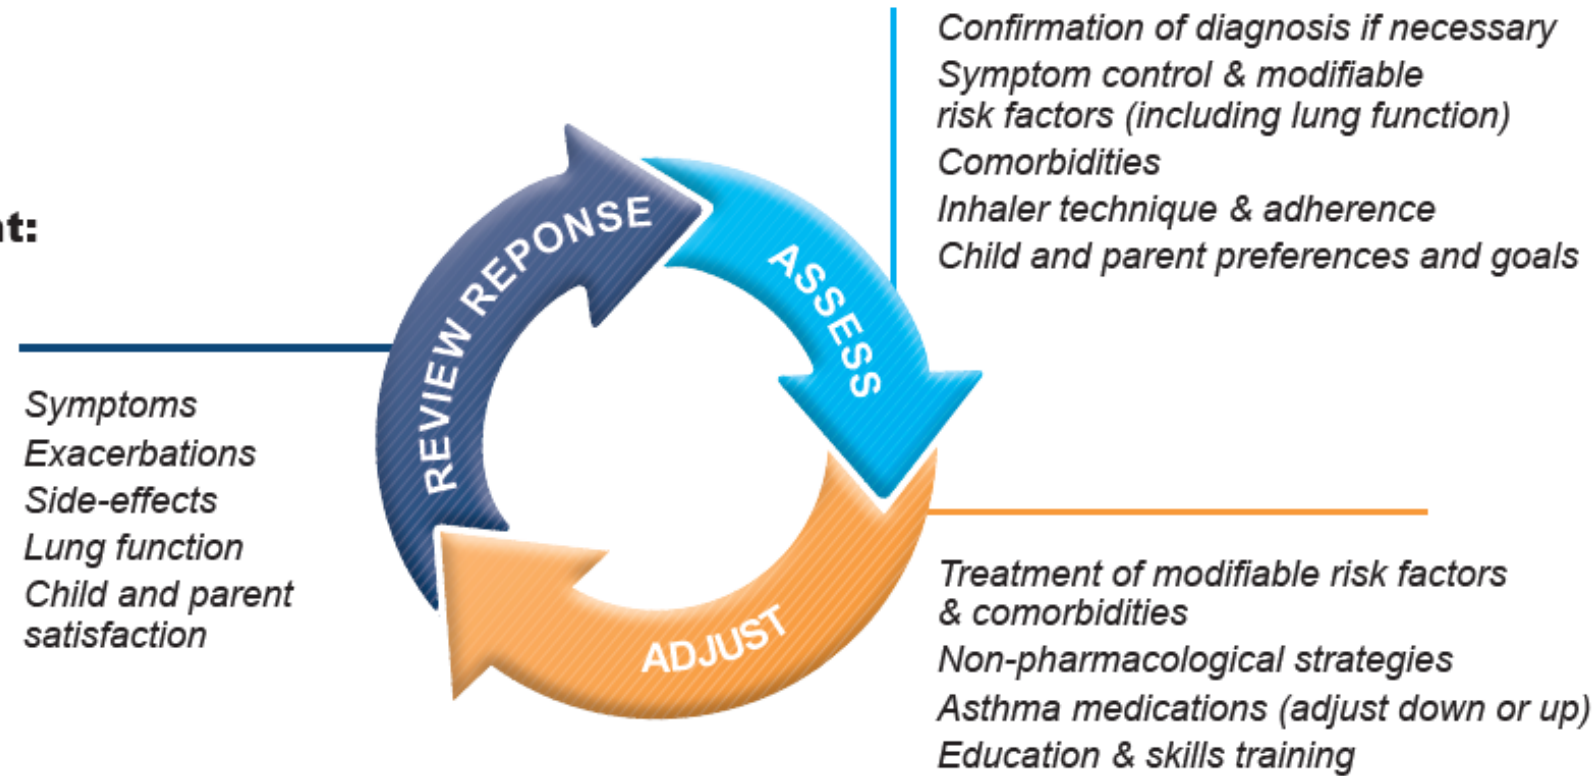 Confirmation of diagnosis if necessary
Symptom control & modifiable
risk factors (including lung function)
Comorbidities
Inhaler technique & adherence
Child and parent preferences and goals
nt:
REVIEW REPONSE
ASSESS
ADJUST
Symptoms
Exacerbations
Side-effects
Lung function
Child and parent
satisfaction
Treatment of modifiable risk factors
& comorbidities
Non-pharmacological strategies
Asthma medications (adjust down or up)
Education & skills training